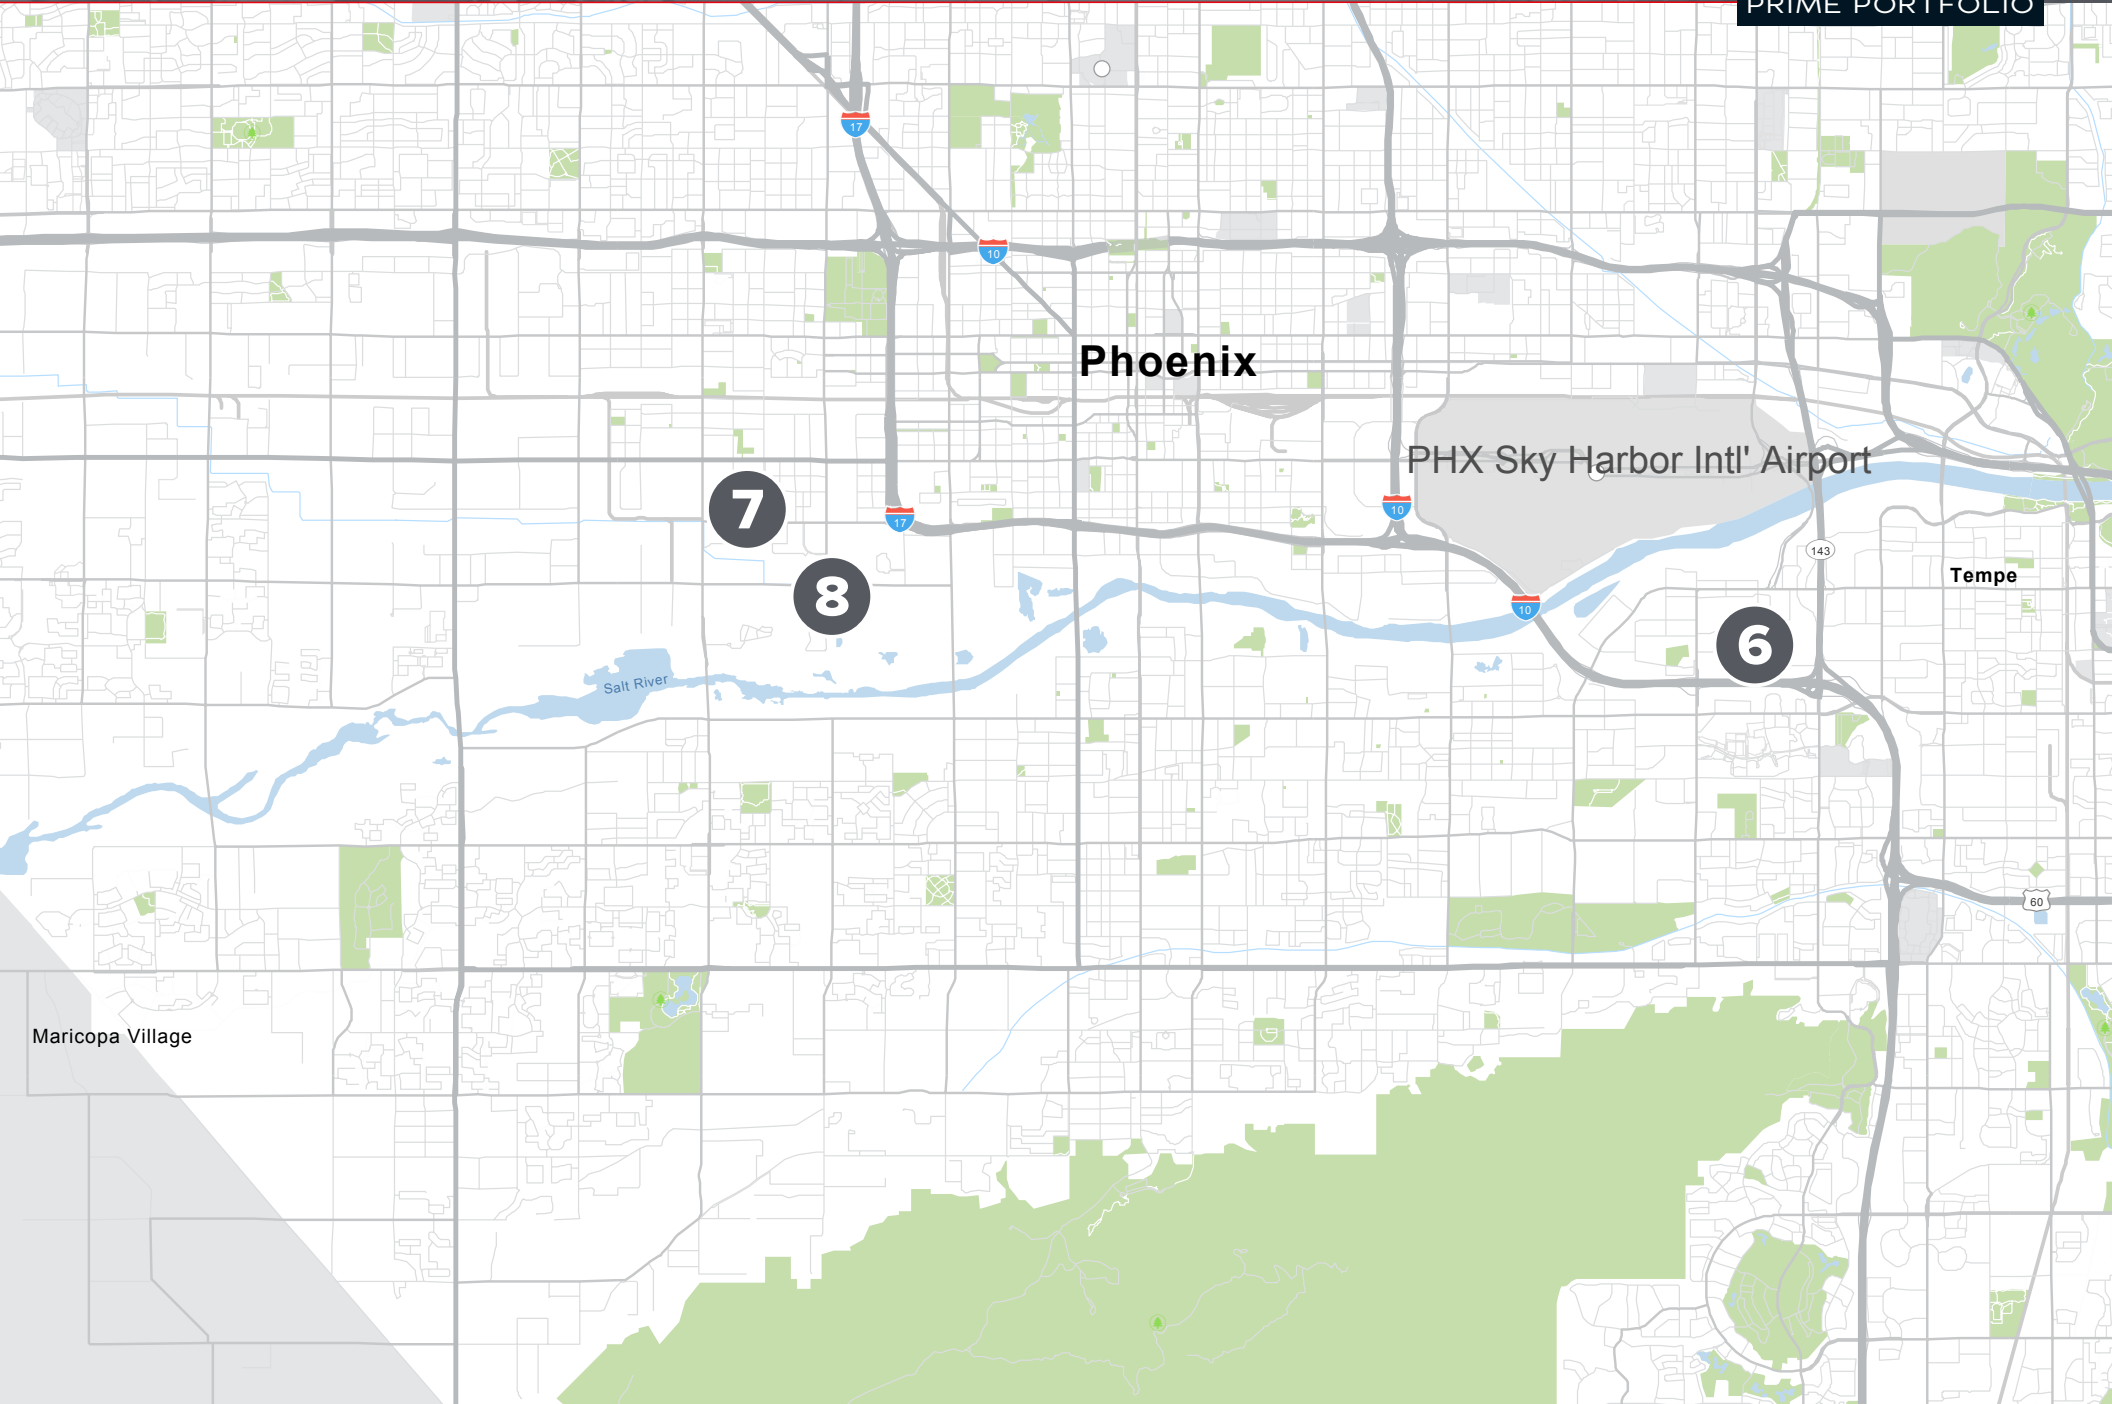 PRIME PORTFOLIO
17
10
Phoenix
PHX Sky Harbor Intl' Airport
7
17
10
143
Tempe
8
10
6
Salt River
60
Maricopa Village